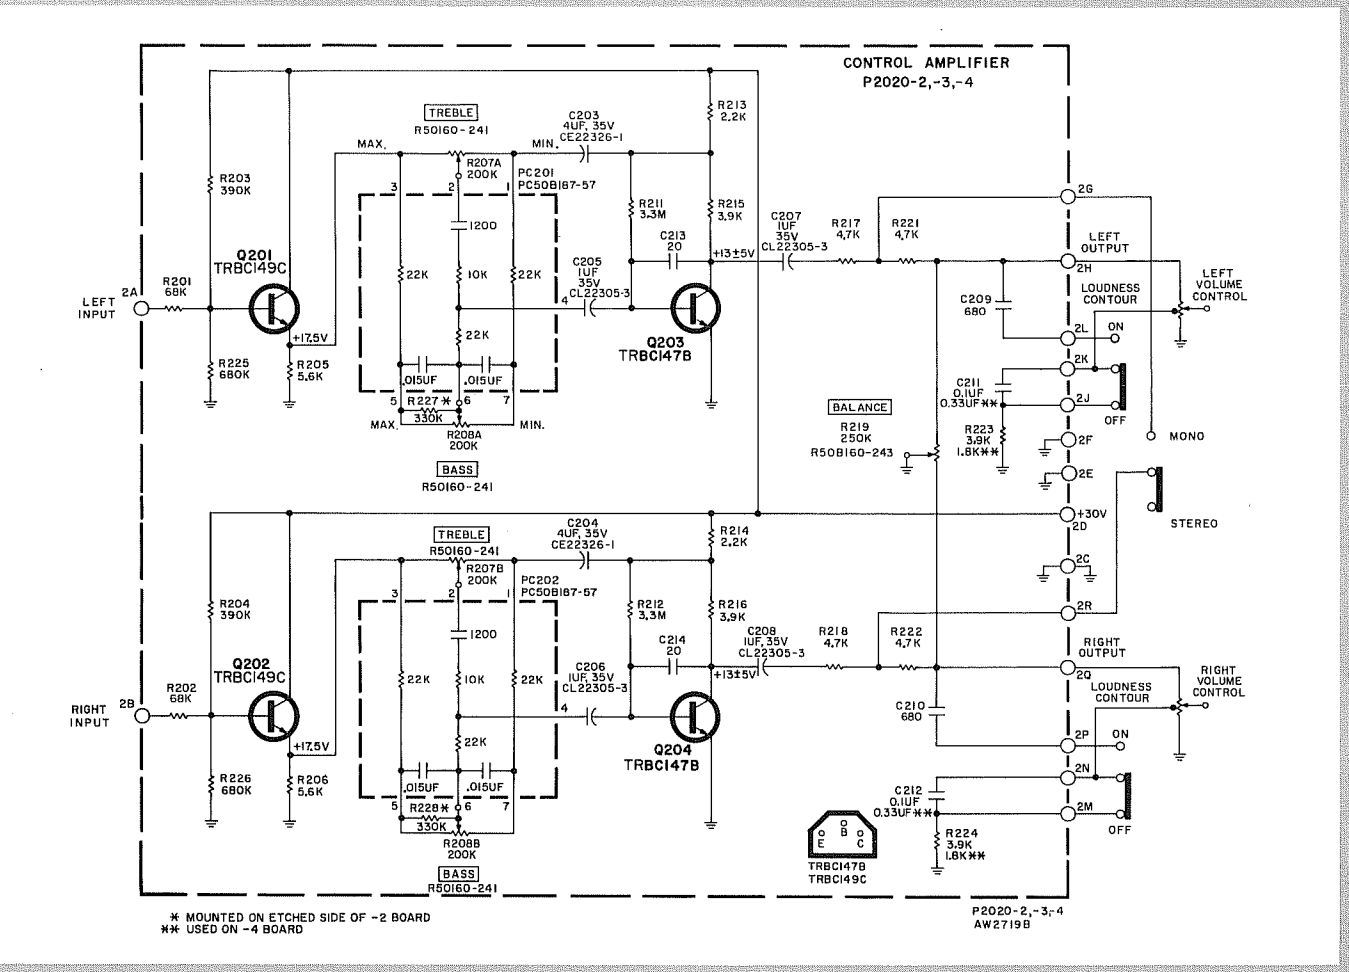 CONTROL AMPLIFIER
P2020-2,-3,-4
TREBLE
R50160-241
C203
4UF, 35V
CE22326-1
R213
2.2K
MAX.
MIN.
R207A
200K
3
2
1
PC201
PC50B187-57
R203
390K
1200
R211
3.3M
R215
3.9K
C213
20
C207
1UF
35V
CL22305-3
R217
4.7K
R221
4.7K
2G
LEFT
OUTPUT
2H
Q201
TRBC149C
+13±5V
22K
10K
22K
C205
1UF
35V
CL22305-3
4
LEFT
INPUT
2A
R201
68K
LOUDNESS
CONTOUR
LEFT
VOLUME
CONTROL
C209
680
2L
ON
+17.5V
22K
Q203
TRBC147B
R225
680K
R205
5.6K
.015UF
.015UF
2K
C211
0.1UF
0.33UF**
2J
OFF
5
R227 *
330K
6
7
MAX.
MIN.
R208A
200K
BALANCE
R219
250K
R50B160-243
R223
3.9K
1.8K**
2F
MONO
BASS
R50160-241
2E
+30V
2D
STEREO
TREBLE
R50160-241
C204
4UF, 35V
CE22326-1
R214
2.2K
R207B
200K
2C
3
2
1
PC202
PC50B187-57
R204
390K
1200
R212
3.3M
R216
3.9K
2R
C214
20
C208
1UF, 35V
CL22305-3
R218
4.7K
R222
4.7K
RIGHT
OUTPUT
2Q
Q202
TRBC149C
+13±5V
22K
10K
22K
C206
1UF, 35V
CL22305-3
4
RIGHT
INPUT
2B
R202
68K
LOUDNESS
CONTOUR
RIGHT
VOLUME
CONTROL
C210
680
2P
ON
+17.5V
22K
Q204
TRBC147B
R226
680K
R206
5.6K
.015UF
.015UF
2N
C212
0.1UF
0.33UF**
2M
OFF
5
R228*
330K
6
7
R208B
200K
B
E
C
TRBC147B
TRBC149C
R224
3.9K
1.8K**
BASS
R50160-241
* MOUNTED ON ETCHED SIDE OF -2 BOARD
** USED ON -4 BOARD
P2020-2,-3,-4
AW2719B